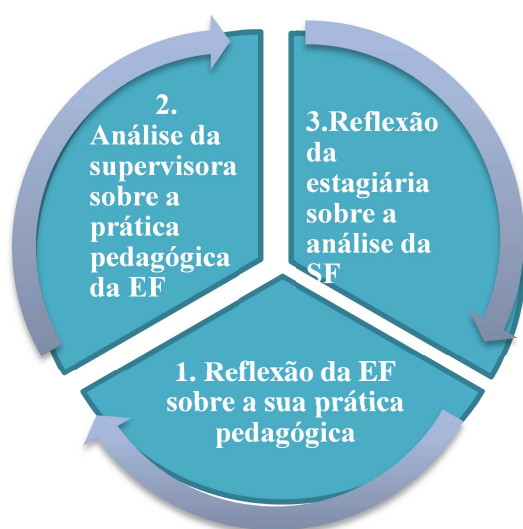 2.
Análise da
supervisora
sobre a
prática
pedagógica
da EF
3.Reflexão
da
estagiária
sobre a
análise da
SF
1. Reflexão da EF
sobre a sua prática
pedagógica